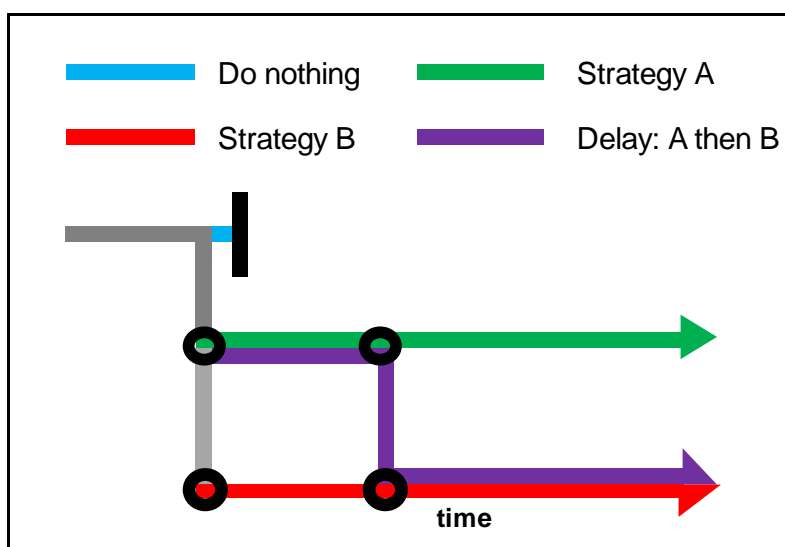 Do nothing
Strategy A
Strategy B
Delay: A then B
time